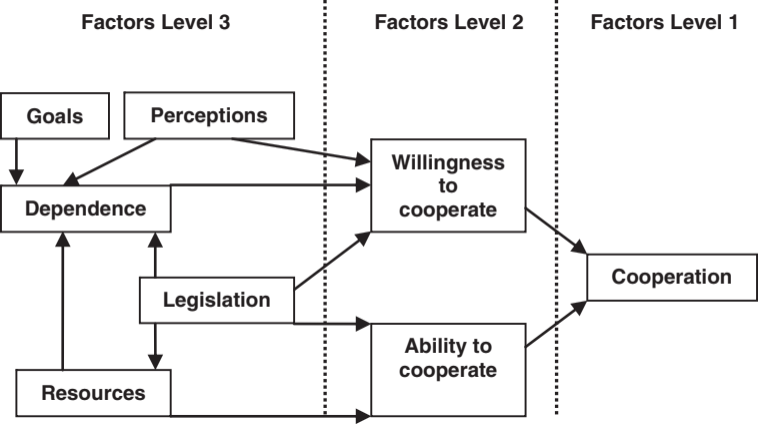 Factors Level 3
Factors Level 2
Factors Level 1
Goals
Perceptions
Willingness
to
cooperate
Dependence
Cooperation
Legislation
Ability to
cooperate
Resources